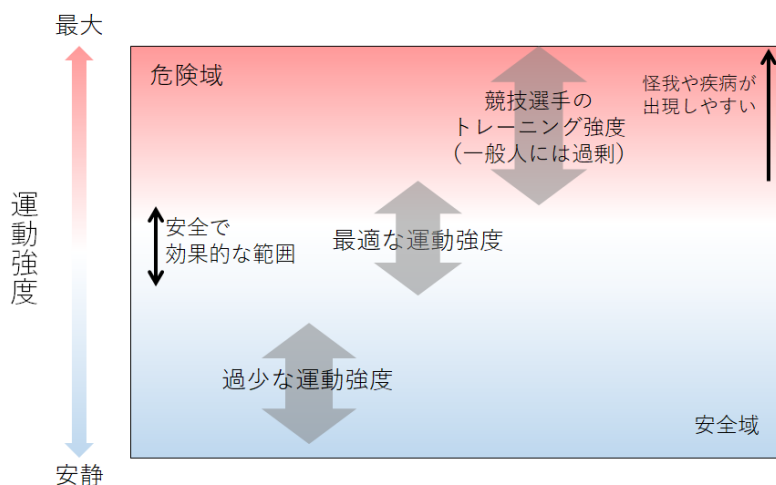 最大
危険域
競技選手の
トレーニング強度
（一般人には過剰）
怪我や疾病が
出現しやすい
運動強度
安全で
効果的な範囲
最適な運動強度
過少な運動強度
安全域
安静